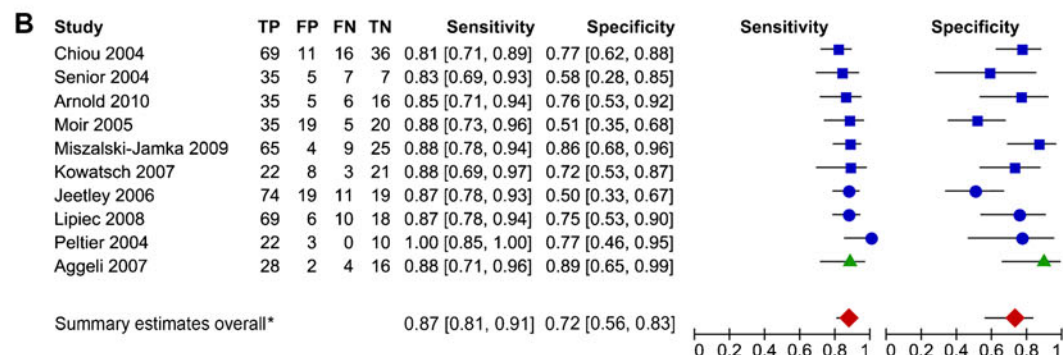 B Study TP FP FN TN Sensitivity Specificity Sensitivity Specificity
Chiou 2004 69 11 16 36 0.81 [0.71, 0.89] 0.77 [0.62, 0.88]
Senior 2004 35 5 7 7 0.83 [0.69, 0.93] 0.58 [0.28, 0.85]
Arnold 2010 35 5 6 16 0.85 [0.71, 0.94] 0.76 [0.53, 0.92]
Moir 2005 35 19 5 20 0.88 [0.73, 0.96] 0.51 [0.35, 0.68]
Miszalski-Jamka 2009 65 4 9 25 0.88 [0.78, 0.94] 0.86 [0.68, 0.96]
Kowatsch 2007 22 8 3 21 0.88 [0.69, 0.97] 0.72 [0.53, 0.87]
Jeetley 2006 74 19 11 19 0.87 [0.78, 0.93] 0.50 [0.33, 0.67]
Lipiec 2008 69 6 10 18 0.87 [0.78, 0.94] 0.75 [0.53, 0.90]
Peltier 2004 22 3 0 10 1.00 [0.85, 1.00] 0.77 [0.46, 0.95]
Aggeli 2007 28 2 4 16 0.88 [0.71, 0.96] 0.89 [0.65, 0.99]
Summary estimates overall* 0.87 [0.81, 0.91] 0.72 [0.56, 0.83]
0 0.2 0.4 0.6 0.8 1 0 0.2 0.4 0.6 0.8 1